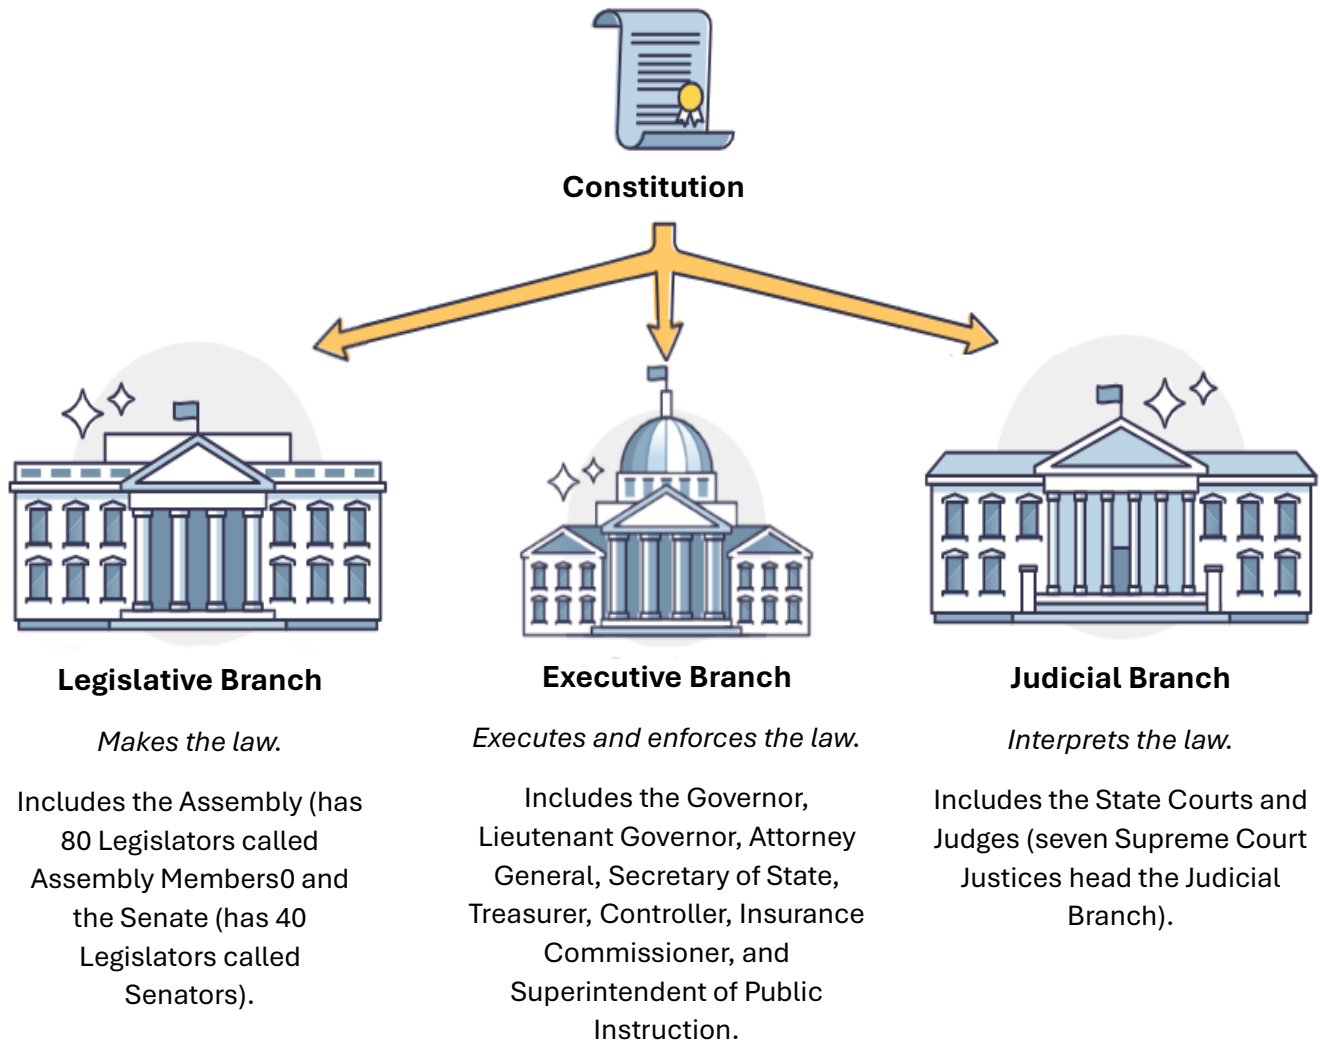 Constitution
Legislative Branch
Makes the law.
Includes the Assembly (has
80 Legislators called
Assembly Members0 and
the Senate (has 40
Legislators called
Senators).
Executive Branch
Executes and enforces the law.
Includes the Governor,
Lieutenant Governor, Attorney
General, Secretary of State,
Treasurer, Controller, Insurance
Commissioner, and
Superintendent of Public
Instruction.
Judicial Branch
Interprets the law.
Includes the State Courts and
Judges (seven Supreme Court
Justices head the Judicial
Branch).